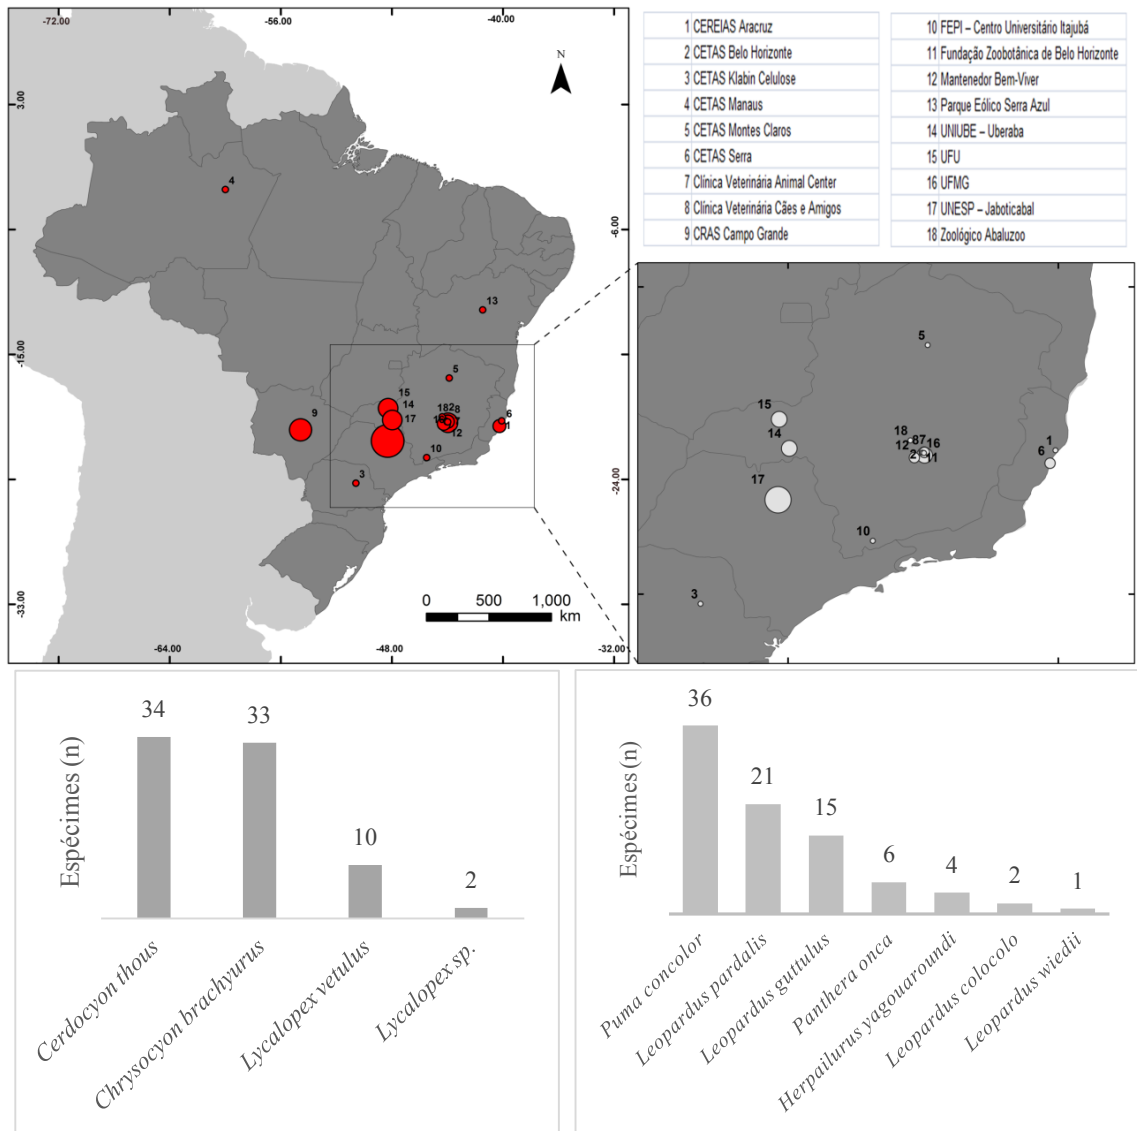 -72.00
-56.00
-40.00
N
3.00
-6.00
-15.00
-24.00
-33.00
-64.00
-48.00
-32.00
4
13
5
15
14
17
9
18 2 8
7
12
6
1
10
3
0 500 1,000
km
1 CEREIAS Aracruz
2 CETAS Belo Horizonte
3 CETAS Klabin Celulose
4 CETAS Manaus
5 CETAS Montes Claros
6 CETAS Serra
7 Clínica Veterinária Animal Center
8 Clínica Veterinária Cães e Amigos
9 CRAS Campo Grande
10 FEPI – Centro Universitário Itajubá
11 Fundação Zoobotânica de Belo Horizonte
12 Mantenedor Bem-Viver
13 Parque Eólico Serra Azul
14 UNIUBE – Uberaba
15 UFU
16 UFMG
17 UNESP – Jaboticabal
18 Zoológico Abaluzoo
5
15
14
18
12 87 16
2 11
1
6
17
10
3
Espécimes (n)
34
33
10
2
Cerdocyon thous
Chrysocyon brachyurus
Lycalopex vetulus
Lycalopex sp.
Espécimes (n)
36
21
15
6
4
2
1
Puma concolor
Leopardus pardalis
Leopardus guttulus
Panthera onca
Herpailurus yagouaroundi
Leopardus colocolo
Leopardus wiedii